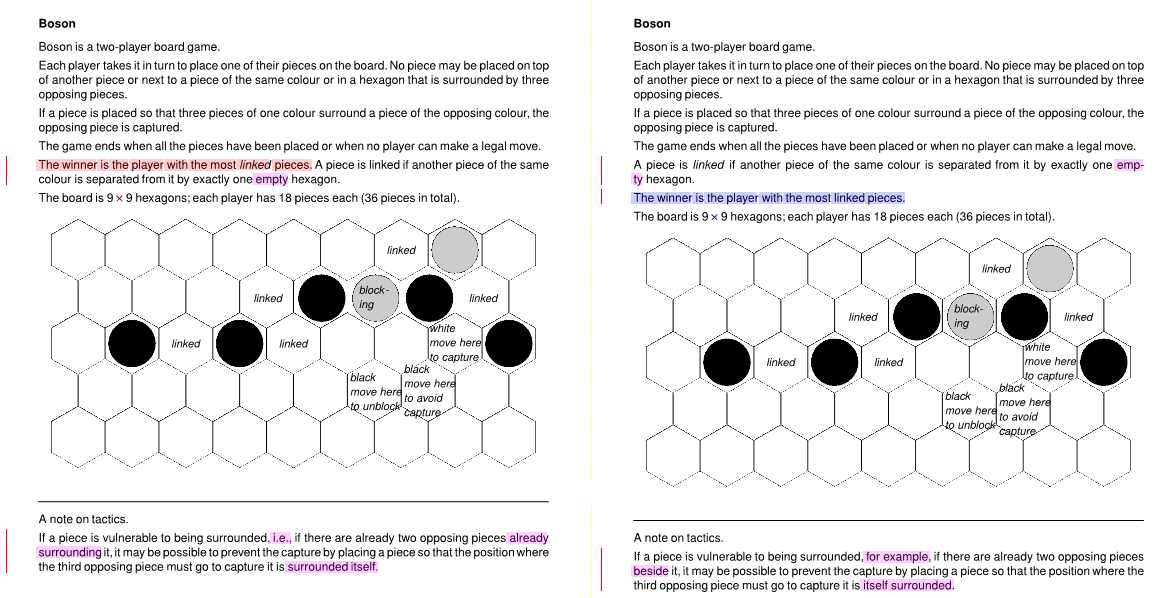 Boson
Boson is a two-player board game.
Each player takes it in turn to place one of their pieces on the board. No piece may be placed on top
of another piece or next to a piece of the same colour or in a hexagon that is surrounded by three
opposing pieces.
If a piece is placed so that three pieces of one colour surround a piece of the opposing colour, the
opposing piece is captured.
The game ends when all the pieces have been placed or when no player can make a legal move.
The winner is the player with the most linked pieces. A piece is linked if another piece of the same
colour is separated from it by exactly one empty hexagon.
The board is 9 × 9 hexagons; each player has 18 pieces each (36 pieces in total).
linked
linked
block-
ing
linked
linked
linked
white
move here
to capture
black
move here
to unblock
black
move here
to avoid
capture
A note on tactics.
If a piece is vulnerable to being surrounded, i.e., if there are already two opposing pieces already
surrounding it, it may be possible to prevent the capture by placing a piece so that the position where
the third opposing piece must go to capture it is surrounded itself.
Boson
Boson is a two-player board game.
Each player takes it in turn to place one of their pieces on the board. No piece may be placed on top
of another piece or next to a piece of the same colour or in a hexagon that is surrounded by three
opposing pieces.
If a piece is placed so that three pieces of one colour surround a piece of the opposing colour, the
opposing piece is captured.
The game ends when all the pieces have been placed or when no player can make a legal move.
A piece is linked if another piece of the same colour is separated from it by exactly one emp-
ty hexagon.
The winner is the player with the most linked pieces.
The board is 9 × 9 hexagons; each player has 18 pieces each (36 pieces in total).
linked
linked
block-
ing
linked
linked
linked
white
move here
to capture
black
move here
to unblock
black
move here
to avoid
capture
A note on tactics.
If a piece is vulnerable to being surrounded, for example, if there are already two opposing pieces
beside it, it may be possible to prevent the capture by placing a piece so that the position where the
third opposing piece must go to capture it is itself surrounded.